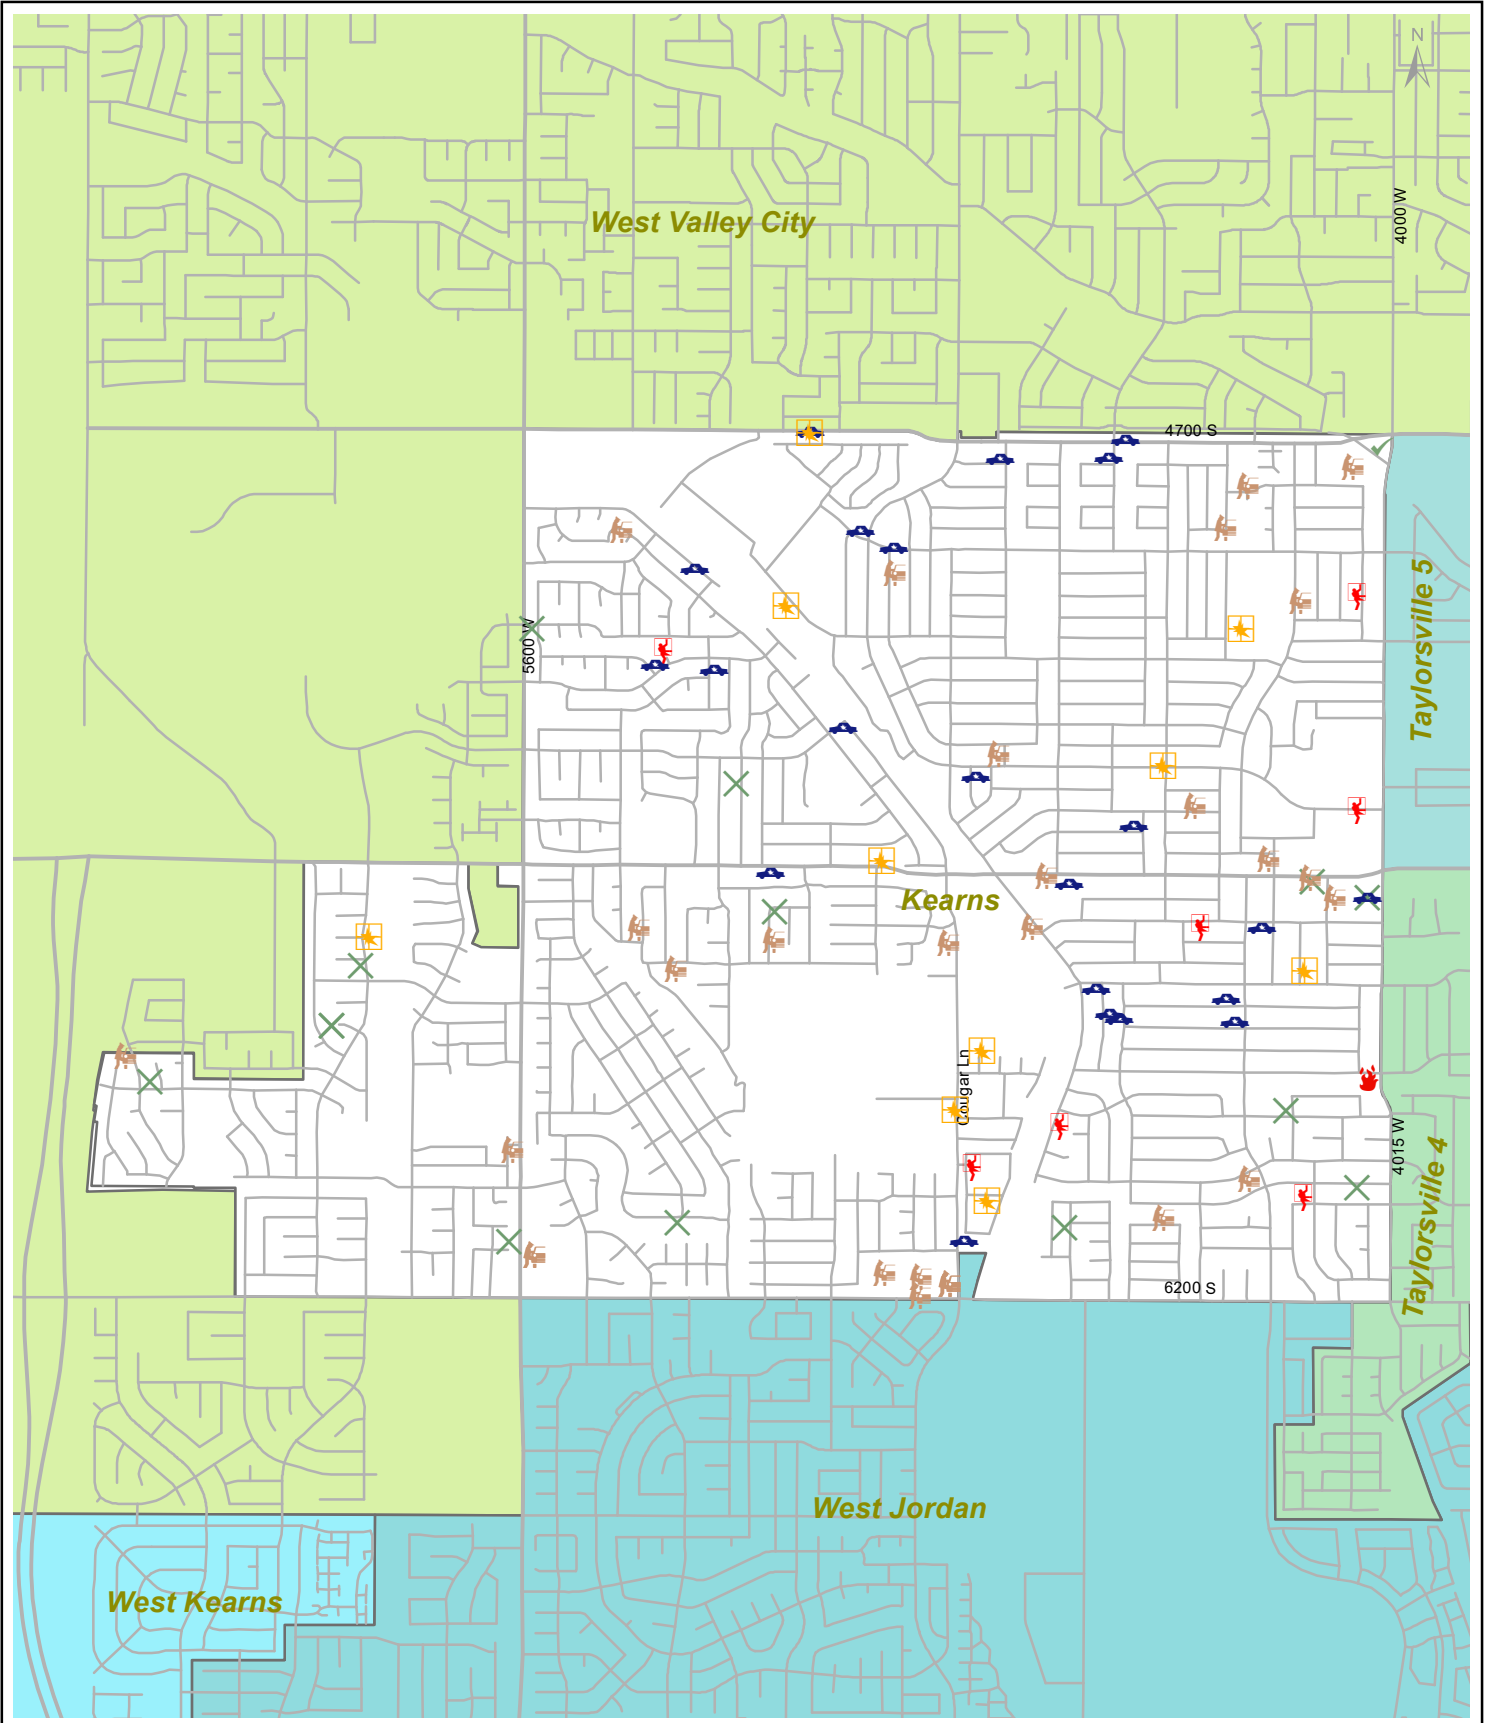 N
4000 W
West Valley City
4700 S
Taylorsville 5
5600 W
Kearns
Cougar Ln
4015 W
Taylorsville 4
6200 S
West Jordan
West Kearns